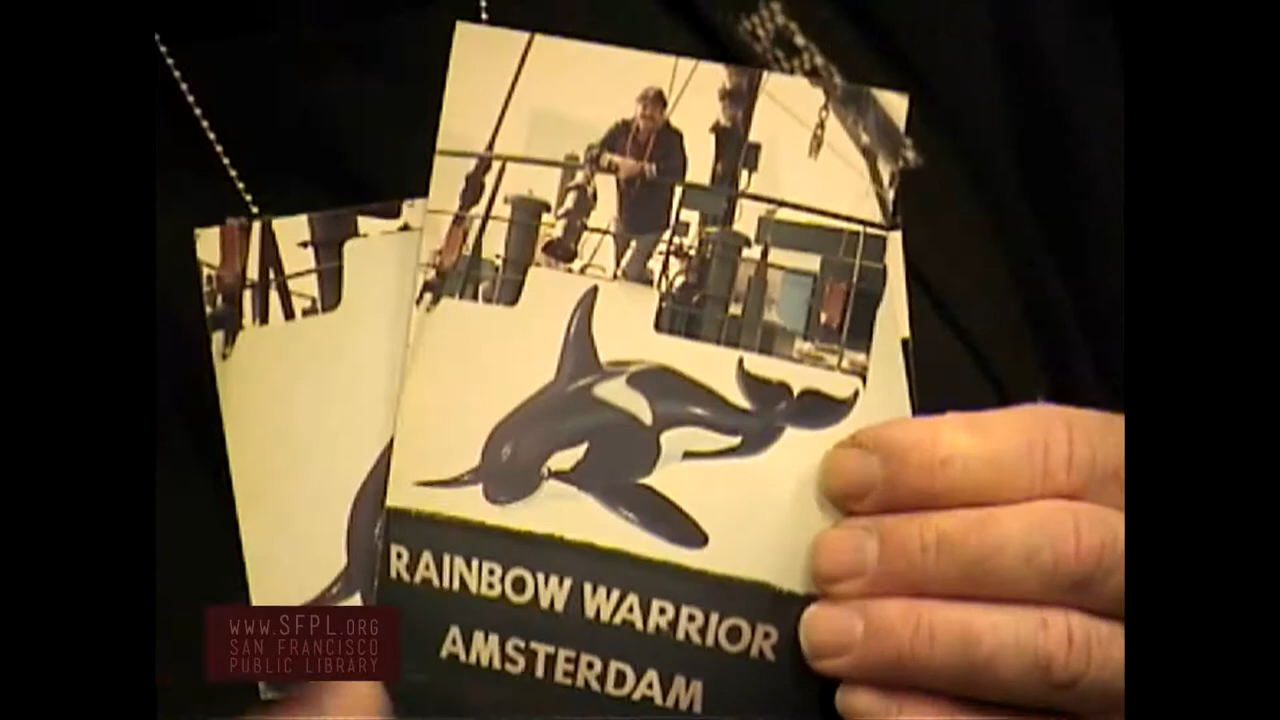 RAINBOW WARRIOR
AMSTERDAM
WWW.SFPL.ORG
SAN FRANCISCO
PUBLIC LIBRARY